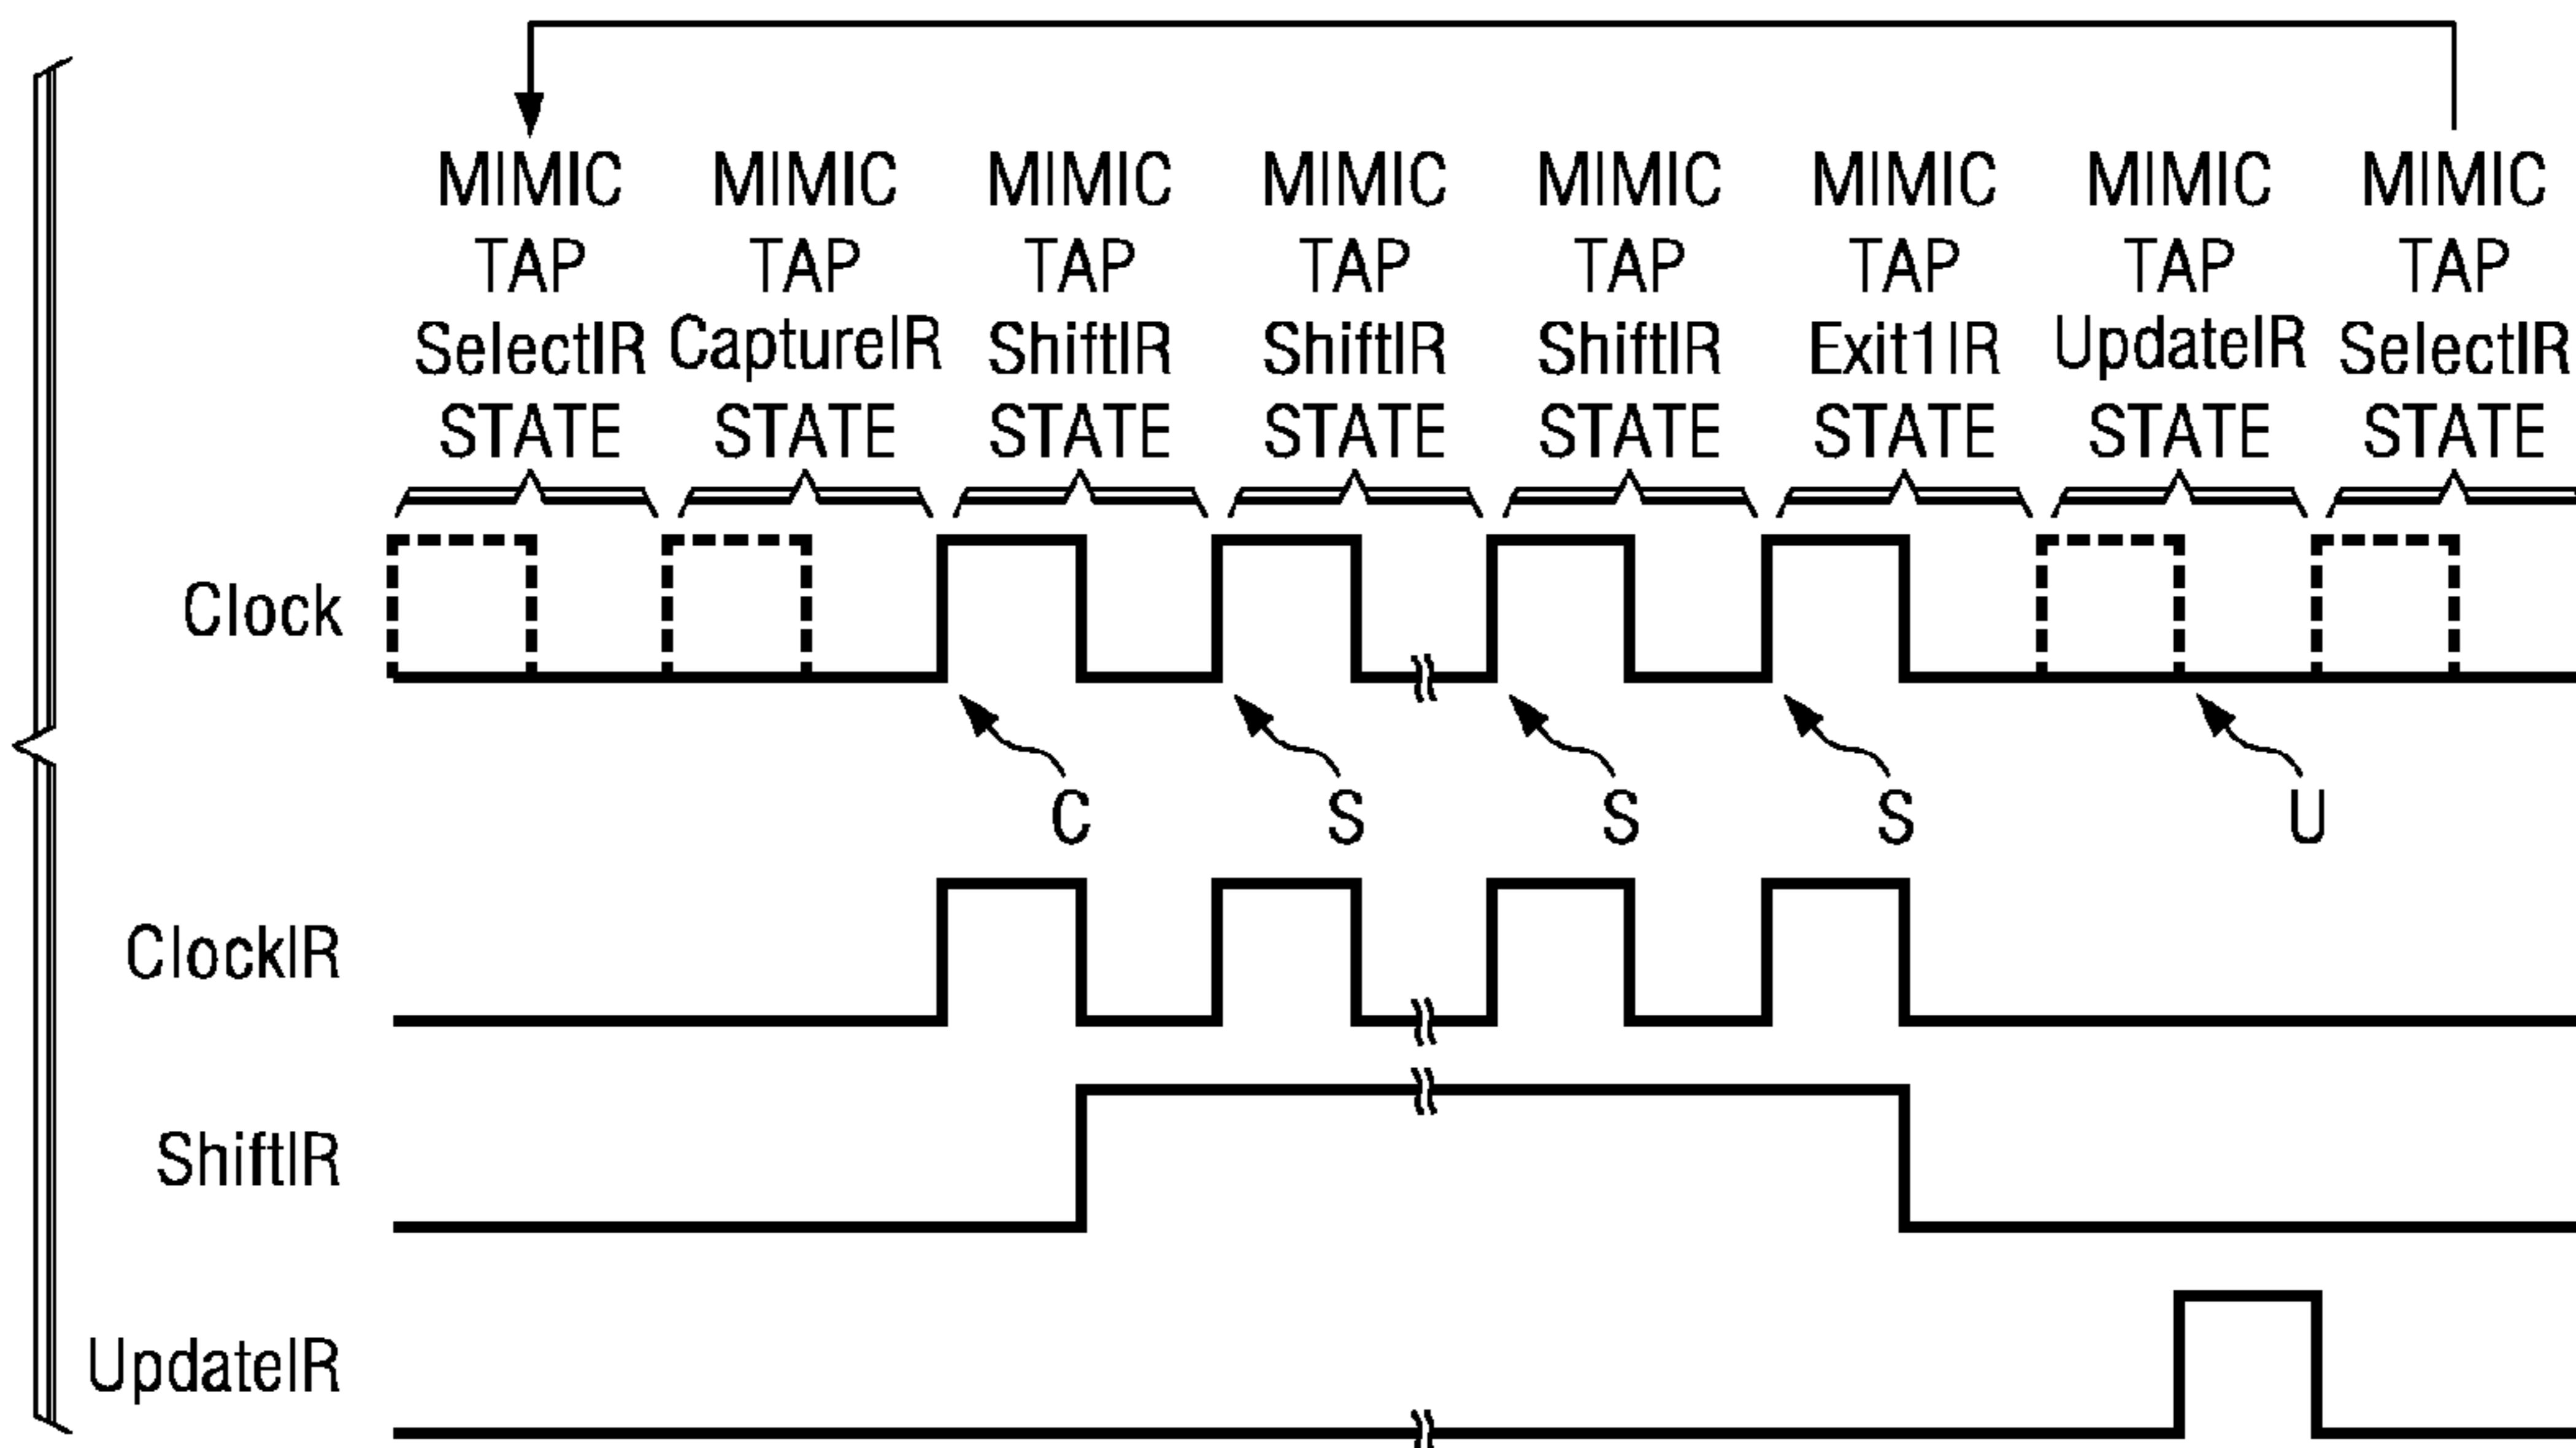 MIMIC MIMIC MIMIC MIMIC MIMIC MIMIC MIMIC MIMIC
TAP TAP TAP TAP TAP TAP TAP TAP
SelectIR CaptureIR ShiftIR ShiftIR ShiftIR Exit1IR UpdateIR SelectIR
STATE STATE STATE STATE STATE STATE STATE STATE
Clock
C S S S U
ClockIR
ShiftIR
UpdateIR